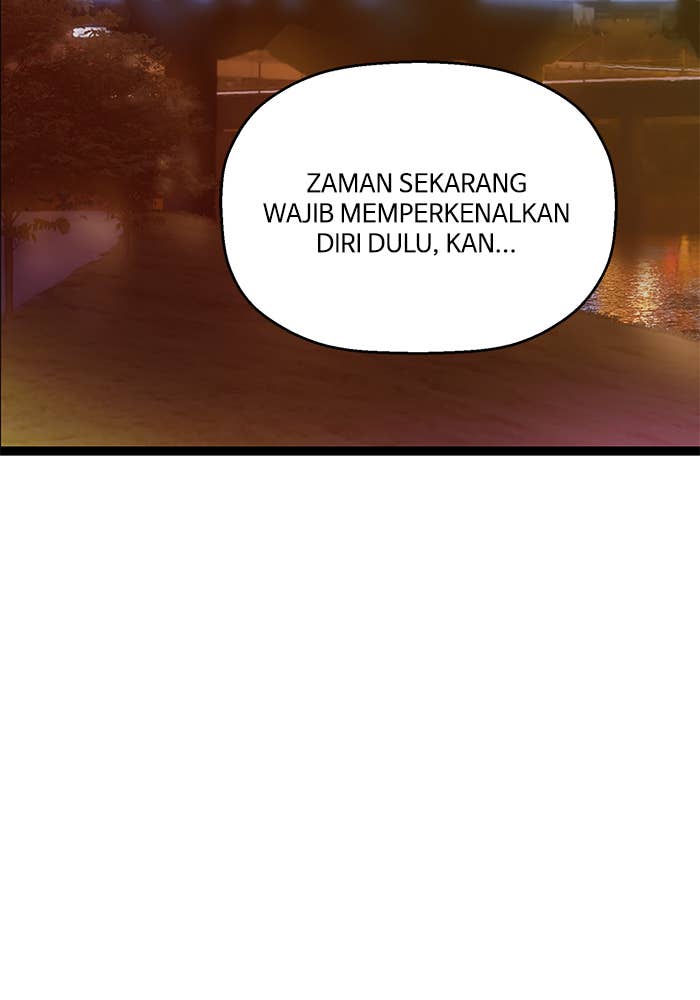 ZAMAN SEKARANG
WAJIB MEMPERKENALKAN
DIRI DULU, KAN...